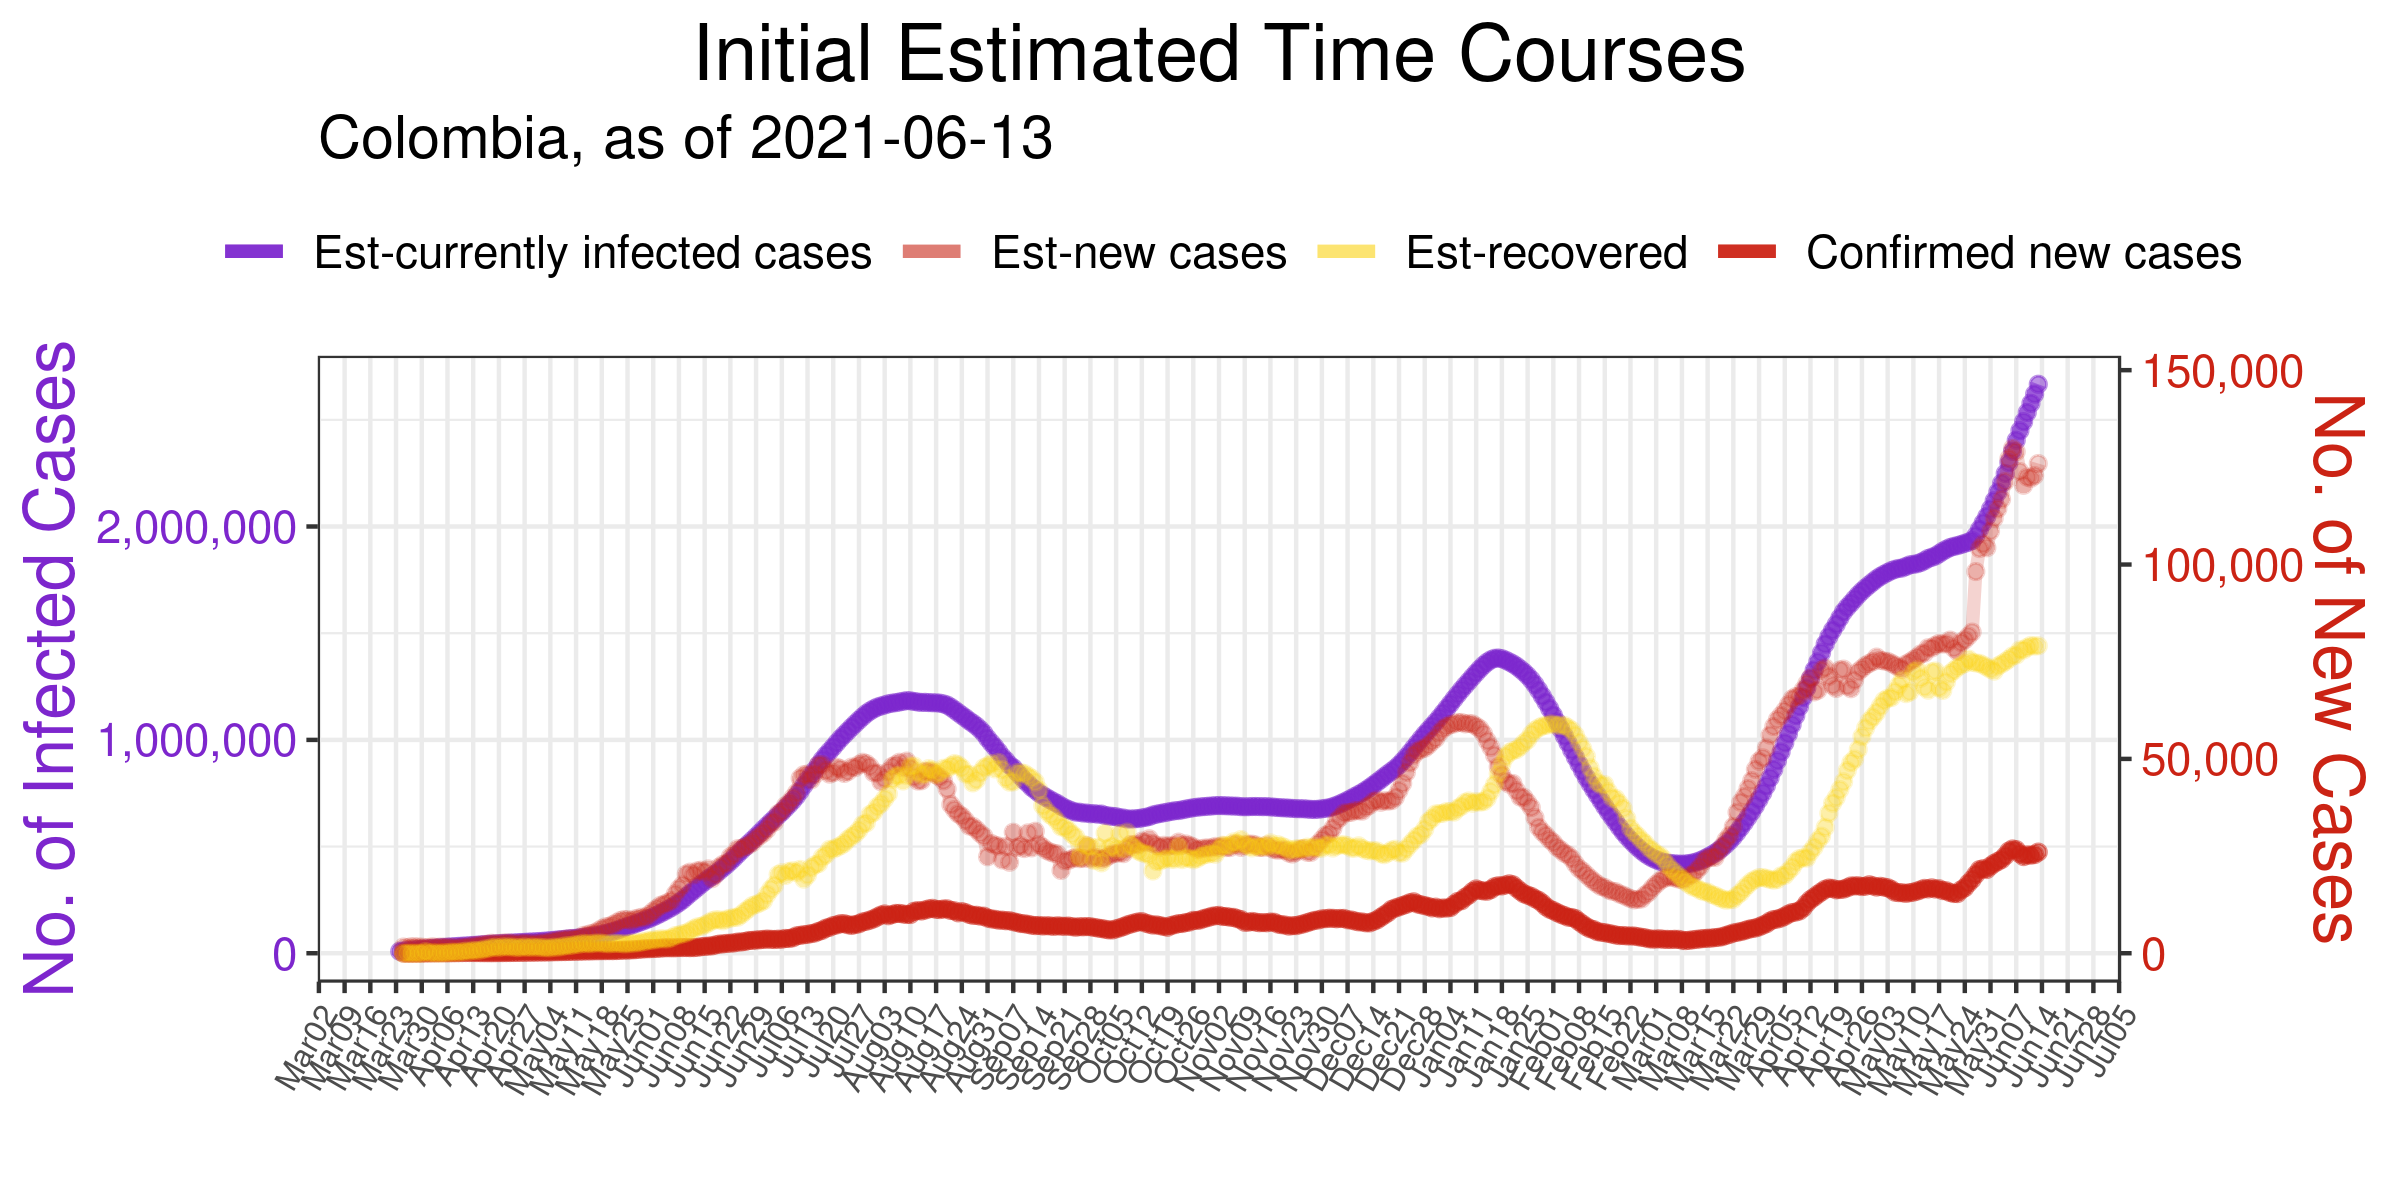 Initial Estimated Time Courses
Colombia, as of 2021-06-13
Est-currently infected cases Est-new cases Est-recovered Confirmed new cases
No. of Infected Cases
2,000,000
1,000,000
0
150,000
100,000
50,000
0
No. of New Cases
Mar02
Mar09
Mar16
Mar23
Mar30
Apr06
Apr13
Apr20
Apr27
May04
May11
May18
May25
Jun01
Jun08
Jun15
Jun22
Jun29
Jul06
Jul13
Jul20
Jul27
Aug03
Aug10
Aug17
Aug24
Aug31
Sep07
Sep14
Sep21
Sep28
Oct05
Oct12
Oct19
Oct26
Nov02
Nov09
Nov16
Nov23
Nov30
Dec07
Dec14
Dec21
Dec28
Jan04
Jan11
Jan18
Jan25
Feb01
Feb08
Feb15
Feb22
Mar01
Mar08
Mar15
Mar22
Mar29
Apr05
Apr12
Apr19
Apr26
May03
May10
May17
May24
May31
Jun07
Jun14
Jun21
Jun28
Jul05